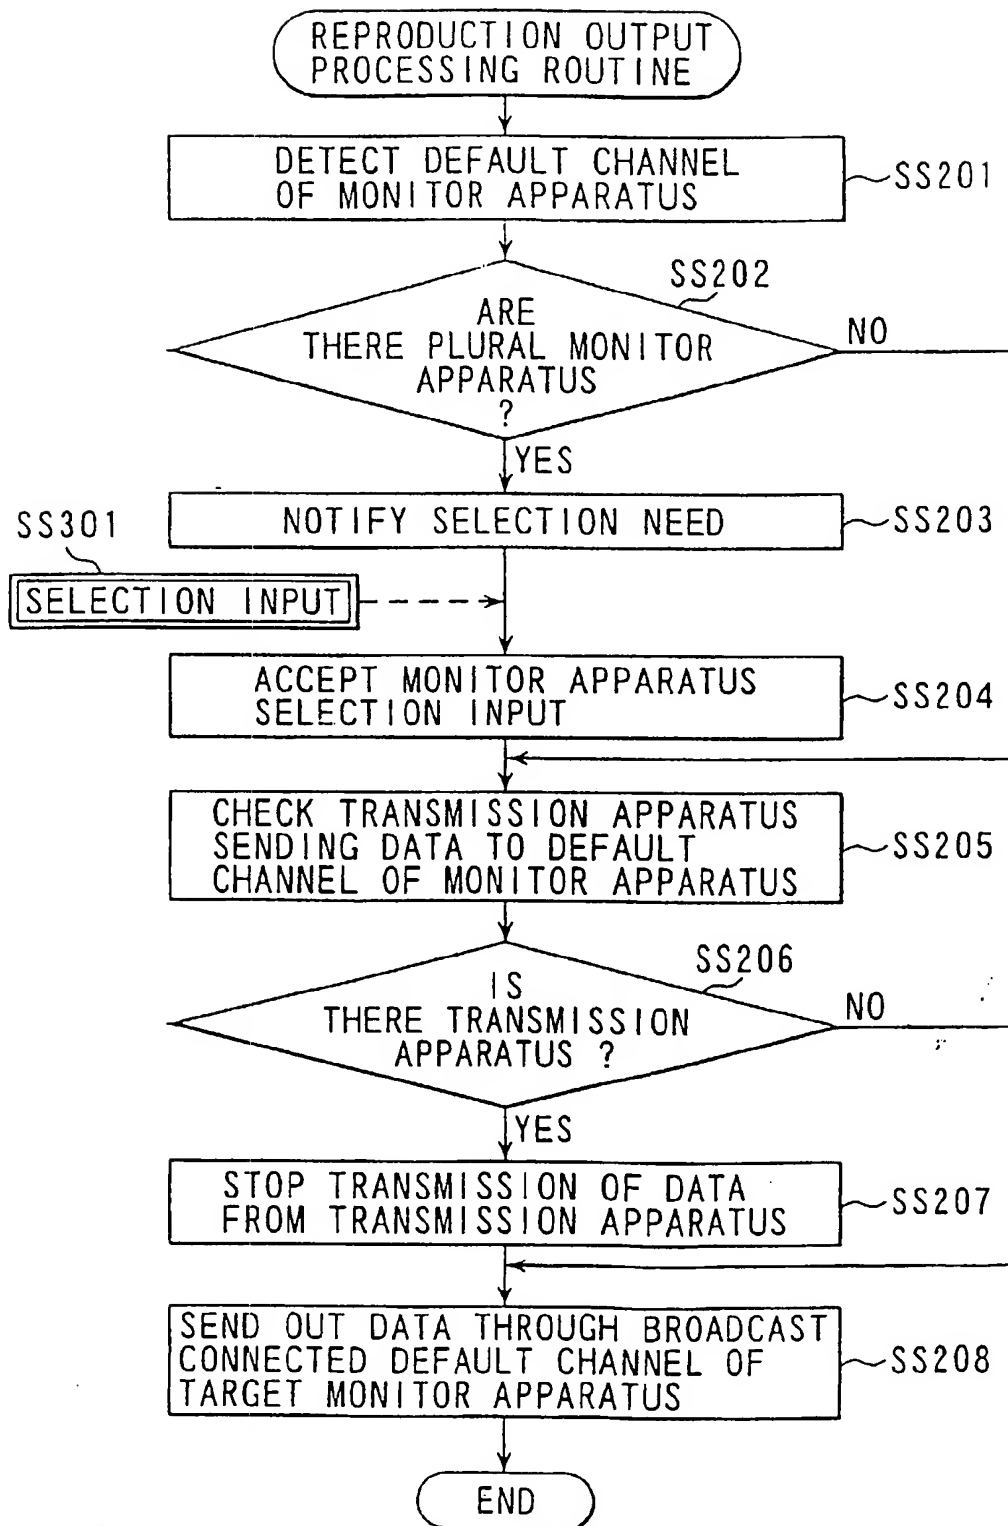 REPRODUCTION OUTPUT
PROCESSING ROUTINE
DETECT DEFAULT CHANNEL
OF MONITOR APPARATUS
SS201
SS202
ARE
THERE PLURAL MONITOR
APPARATUS
?
NO
YES
NOTIFY SELECTION NEED
SS203
SS301
SELECTION INPUT
ACCEPT MONITOR APPARATUS
SELECTION INPUT
SS204
CHECK TRANSMISSION APPARATUS
SENDING DATA TO DEFAULT
CHANNEL OF MONITOR APPARATUS
SS205
SS206
IS
THERE TRANSMISSION
APPARATUS ?
NO
YES
STOP TRANSMISSION OF DATA
FROM TRANSMISSION APPARATUS
SS207
SEND OUT DATA THROUGH BROADCAST
CONNECTED DEFAULT CHANNEL OF
TARGET MONITOR APPARATUS
SS208
END